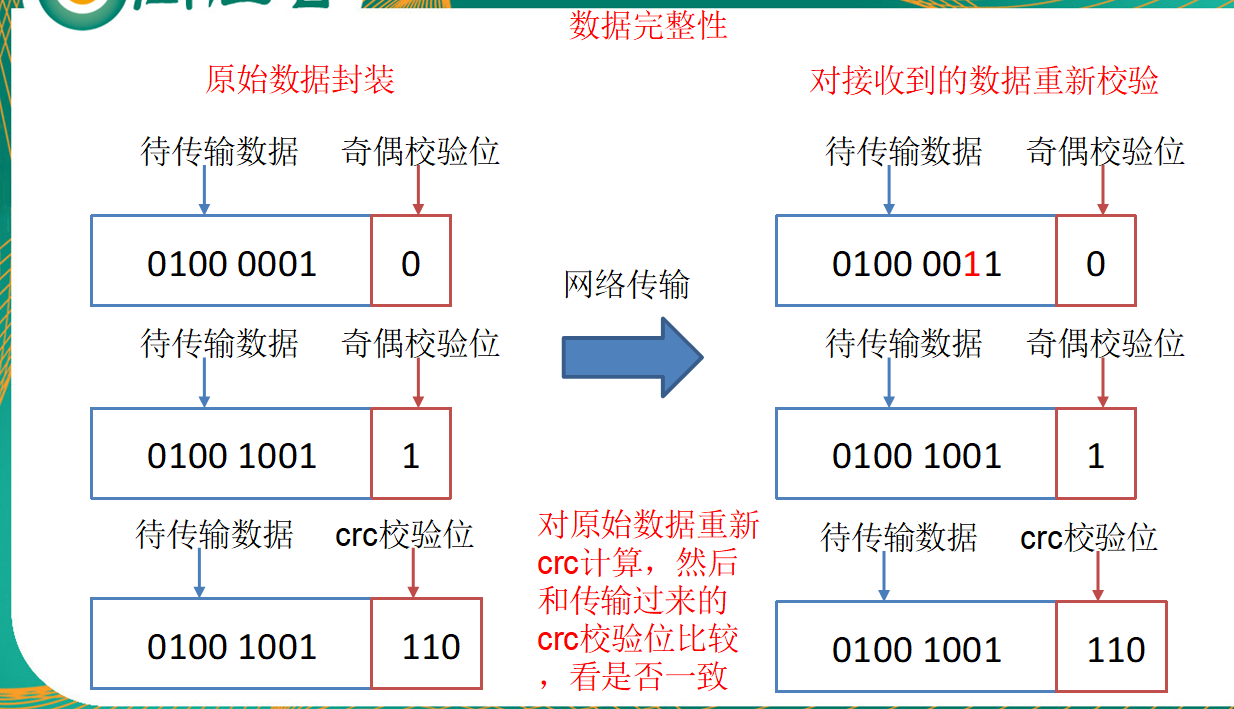 数据完整性
原始数据封装
对接收到的数据重新校验
待传输数据 奇偶校验位
待传输数据 奇偶校验位
0100 0001 0
0100 0011 0
网络传输
待传输数据 奇偶校验位
待传输数据 奇偶校验位
0100 1001 1
0100 1001 1
待传输数据 crc校验位
对原始数据重新
crc计算，然后
和传输过来的
crc校验位比较
，看是否一致
待传输数据 crc校验位
0100 1001 110
0100 1001 110